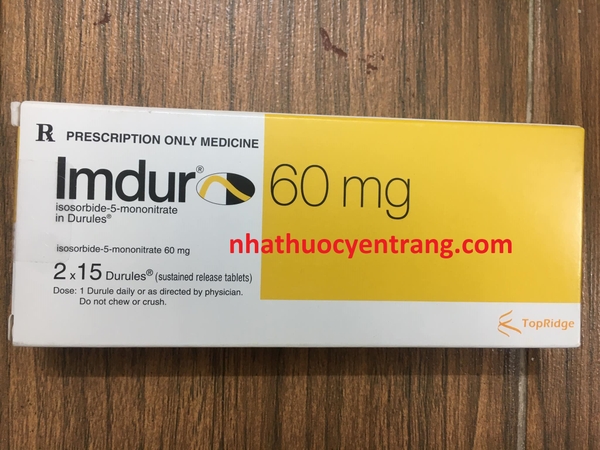 Rx PRESCRIPTION ONLY MEDICINE
Imdur® 60 mg
isosorbide-5-mononitrate
in Durules®
nhathuocyentrang.com
isosorbide-5-mononitrate 60 mg
2 x 15 Durules® (sustained release tablets)
Dose: 1 Durule daily or as directed by physician.
Do not chew or crush.
TopRidge